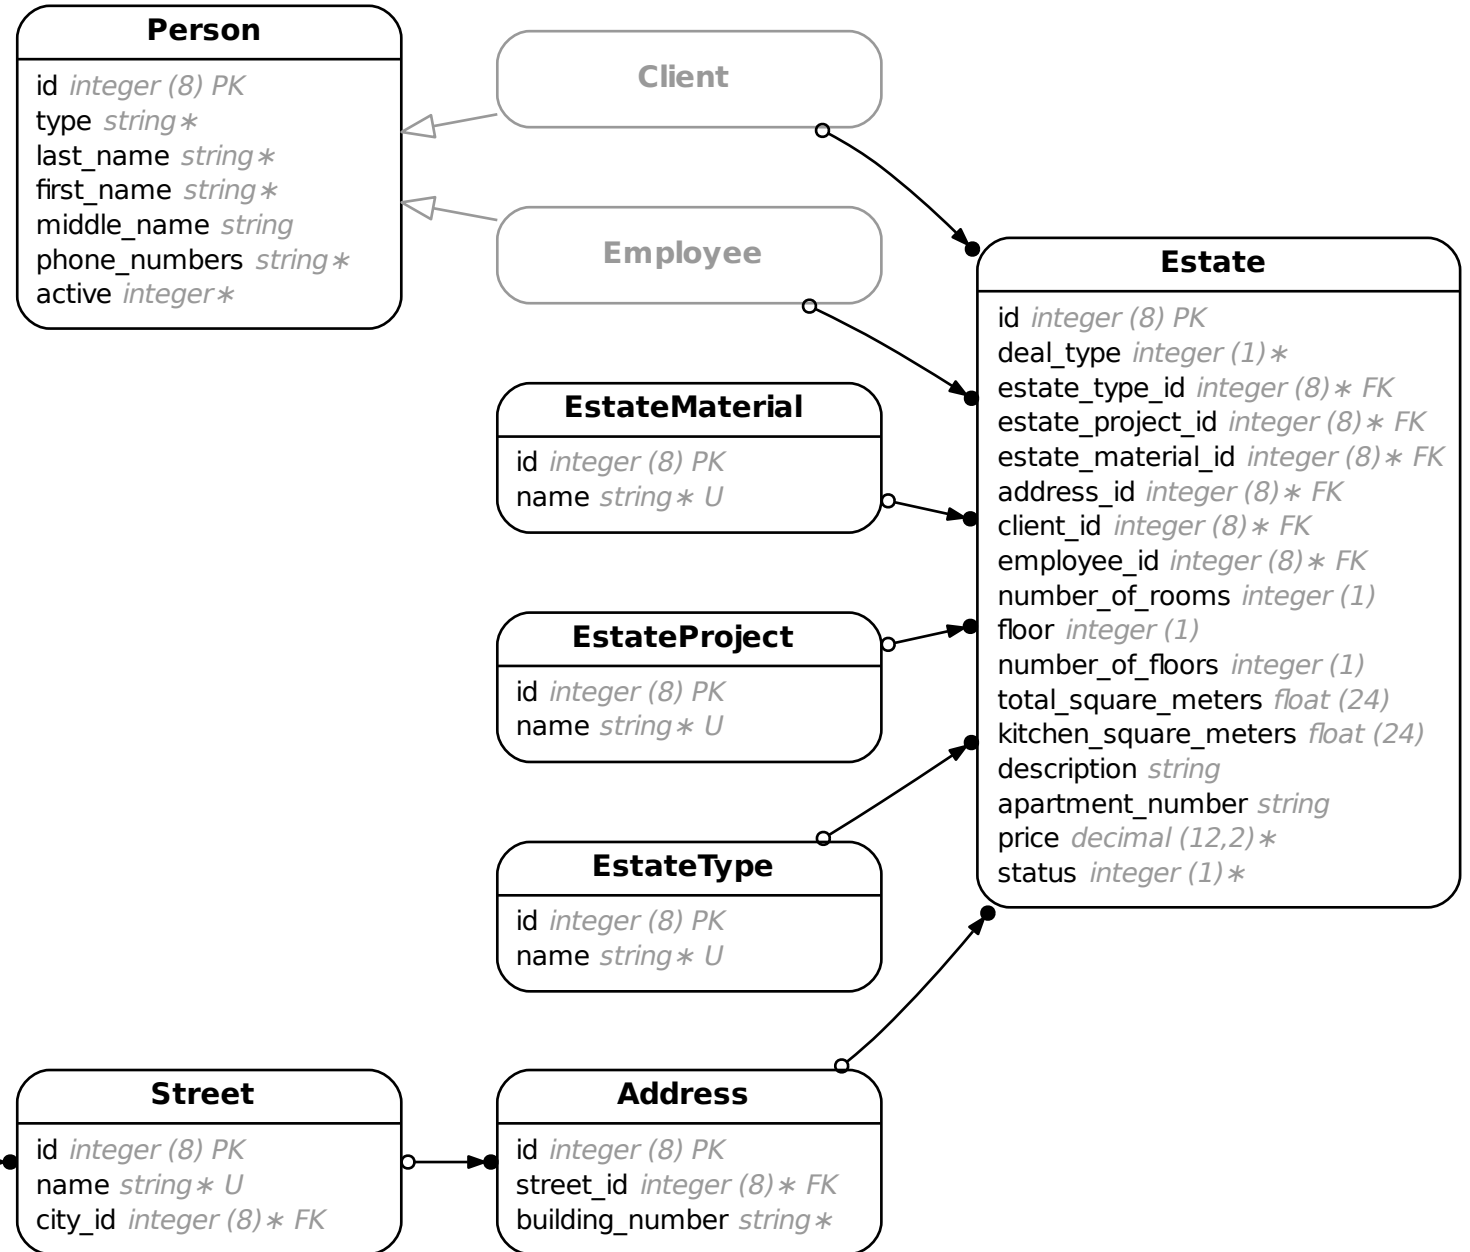 Person
id integer (8) PK
type string ∗
last_name string ∗
first_name string ∗
middle_name string
phone_numbers string ∗
active integer ∗
Client
Employee
EstateMaterial
id integer (8) PK
name string ∗ U
EstateProject
id integer (8) PK
name string ∗ U
EstateType
id integer (8) PK
name string ∗ U
Estate
id integer (8) PK
deal_type integer (1) ∗
estate_type_id integer (8) ∗ FK
estate_project_id integer (8) ∗ FK
estate_material_id integer (8) ∗ FK
address_id integer (8) ∗ FK
client_id integer (8) ∗ FK
employee_id integer (8) ∗ FK
number_of_rooms integer (1)
floor integer (1)
number_of_floors integer (1)
total_square_meters float (24)
kitchen_square_meters float (24)
description string
apartment_number string
price decimal (12,2) ∗
status integer (1) ∗
Street
id integer (8) PK
name string ∗ U
city_id integer (8) ∗ FK
Address
id integer (8) PK
street_id integer (8) ∗ FK
building_number string ∗